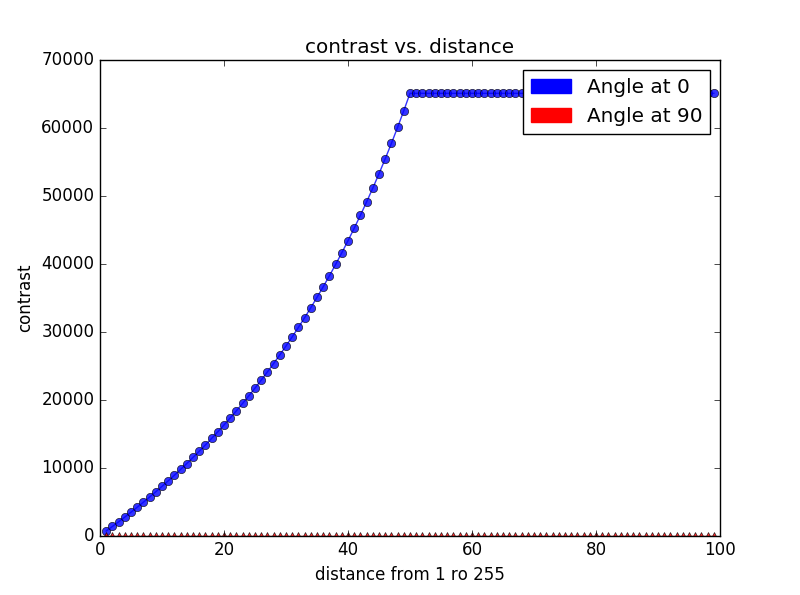 contrast vs. distance
70000
60000
50000
40000
30000
20000
10000
0
contrast
Angle at 0
Angle at 90
0 20 40 60 80 100
distance from 1 ro 255